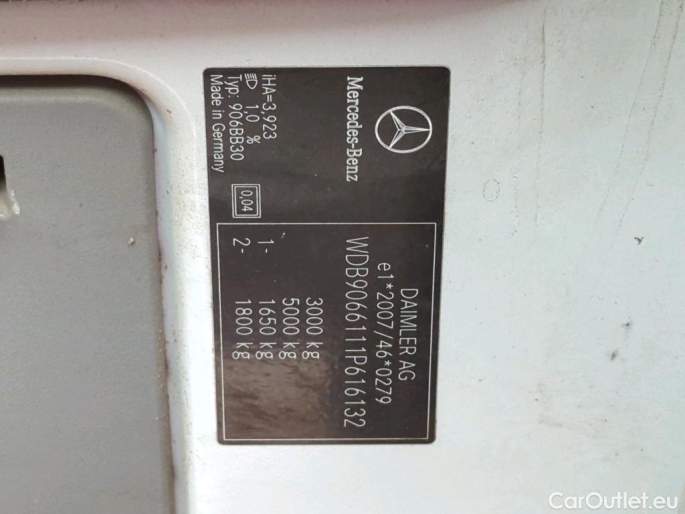 Mercedes-Benz
iHA=3,923
1,0 %
Typ: 906BB30
Made in Germany
0,04
DAIMLER AG
e1*2007/46*0279
WDB9066111P616132
3000 kg
5000 kg
1- 1650 kg
2- 1800 kg
CarOutlet.eu